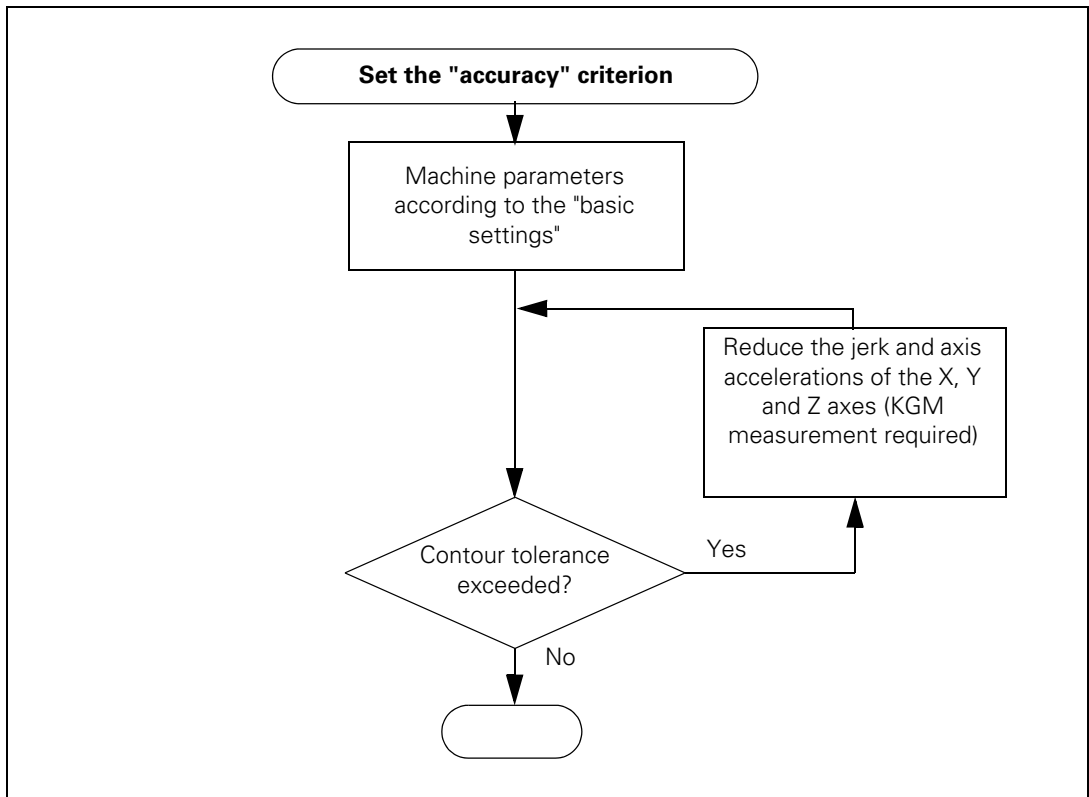 Set the "accuracy" criterion
Machine parameters
according to the "basic
settings"
Reduce the jerk and axis
accelerations of the X, Y
and Z axes (KGM
measurement required)
Contour tolerance
exceeded?
Yes
No